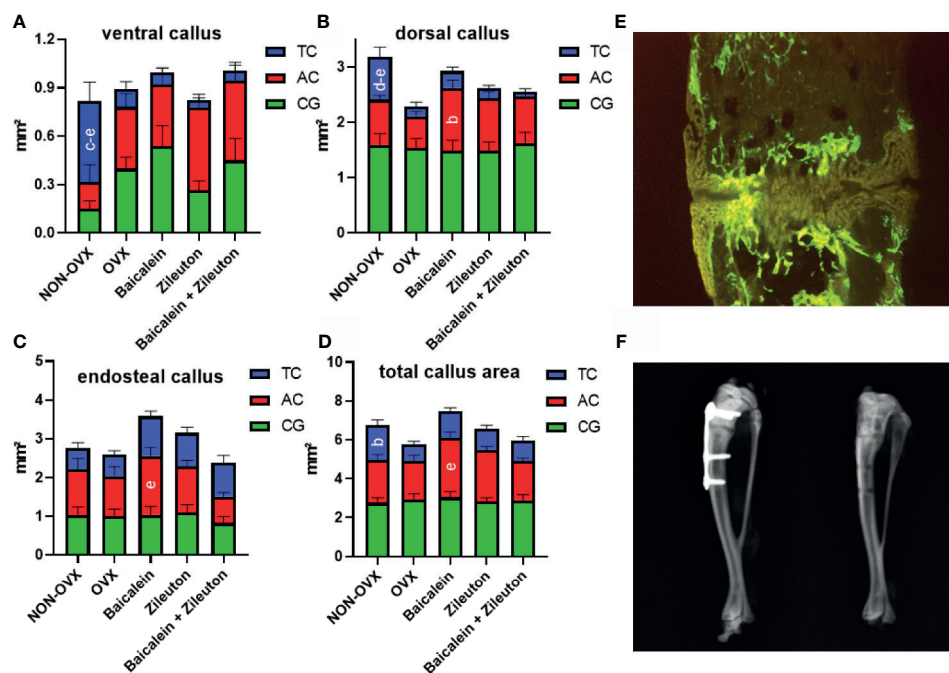 A
ventral callus
TC
AC
CG
mm²
1.2
0.9
0.6
0.3
0.0
c-e
NON-OVX
OVX
Baicalein
Zileuton
Baicalein + Zileuton
B
dorsal callus
TC
AC
CG
mm²
3
2
1
0
d-e
b
NON-OVX
OVX
Baicalein
Zileuton
Baicalein + Zileuton
E
C
endosteal callus
TC
AC
CG
mm²
5
4
3
2
1
0
e
NON-OVX
OVX
Baicalein
Zileuton
Baicalein + Zileuton
D
total callus area
TC
AC
CG
mm²
10
8
6
4
2
0
b
e
NON-OVX
OVX
Baicalein
Zileuton
Baicalein + Zileuton
F